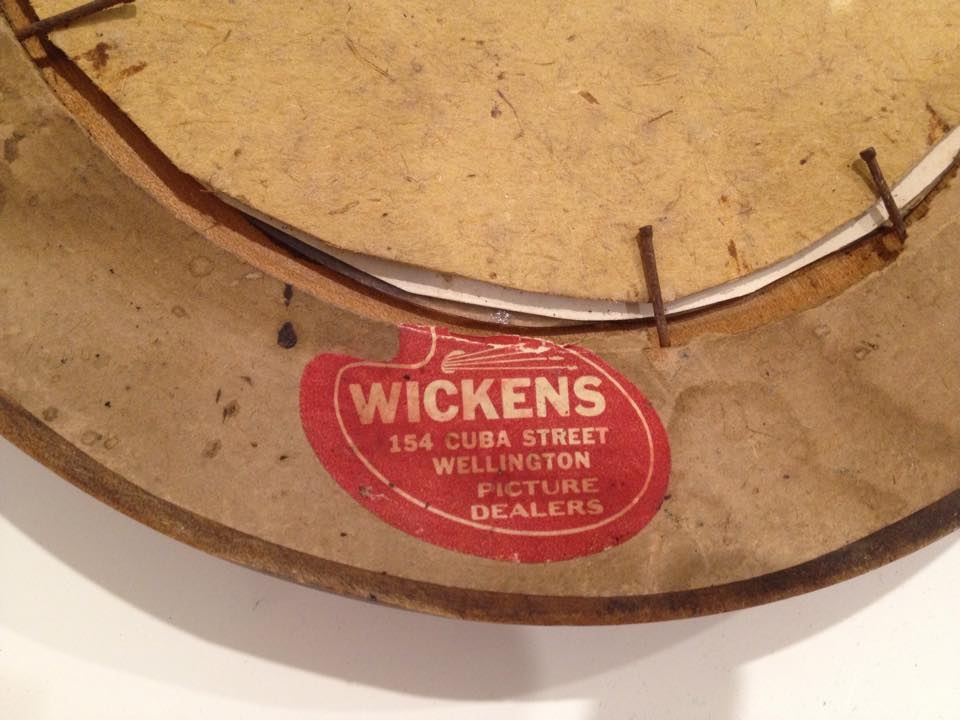 WICKENS
154 CUBA STREET
WELLINGTON
PICTURE
DEALERS